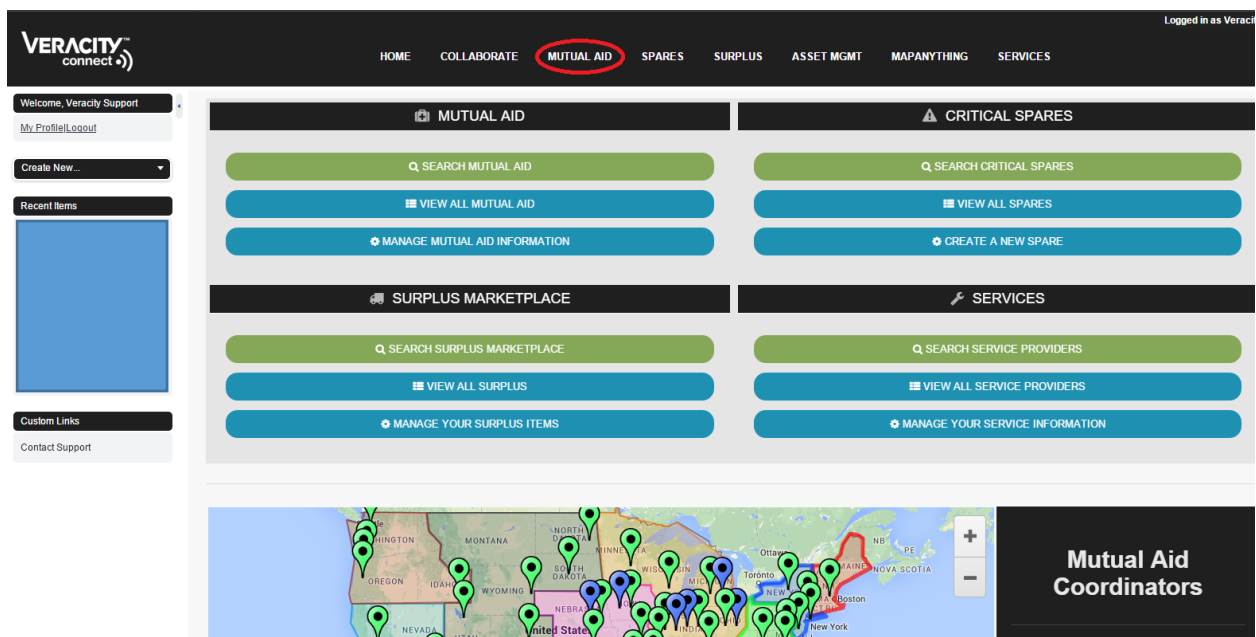 Logged in as Veracit
VERACITY™
connect
HOME COLLABORATE MUTUAL AID SPARES SURPLUS ASSET MGMT MAPANYTHING SERVICES
Welcome, Veracity Support
My Profile|Logout
Create New...
Recent Items
Custom Links
Contact Support
MUTUAL AID
SEARCH MUTUAL AID
VIEW ALL MUTUAL AID
MANAGE MUTUAL AID INFORMATION
CRITICAL SPARES
SEARCH CRITICAL SPARES
VIEW ALL SPARES
CREATE A NEW SPARE
SURPLUS MARKETPLACE
SEARCH SURPLUS MARKETPLACE
VIEW ALL SURPLUS
MANAGE YOUR SURPLUS ITEMS
SERVICES
SEARCH SERVICE PROVIDERS
VIEW ALL SERVICE PROVIDERS
MANAGE YOUR SERVICE INFORMATION
MONTANA
NORTH
OREGON
WYOMING
SOUTH
DAKOTA
Toronto
NB
PE
MAINE
NOVA SCOTIA
Boston
New York
NEVADA
+
−
Mutual Aid
Coordinators